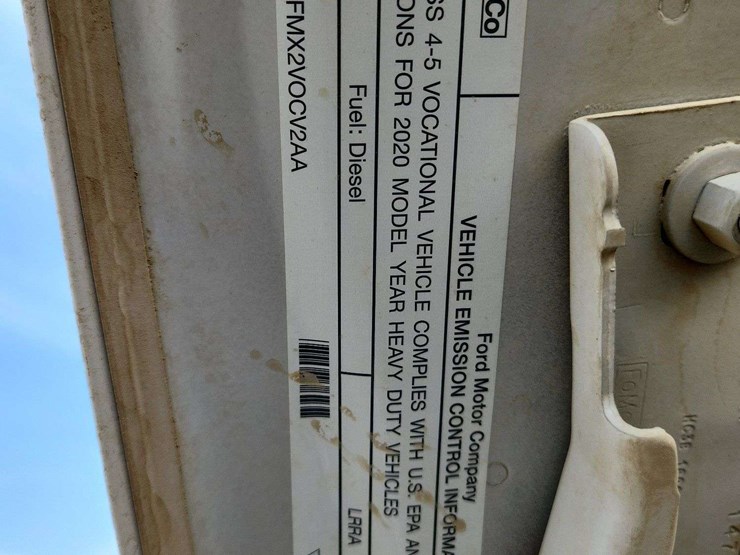 Co
Ford Motor Company
VEHICLE EMISSION CONTROL INFORMA
SS 4-5 VOCATIONAL VEHICLE COMPLIES WITH U.S. EPA AN
ONS FOR 2020 MODEL YEAR HEAVY DUTY VEHICLES
Fuel: Diesel LRRA
FMX2VOCV2AA